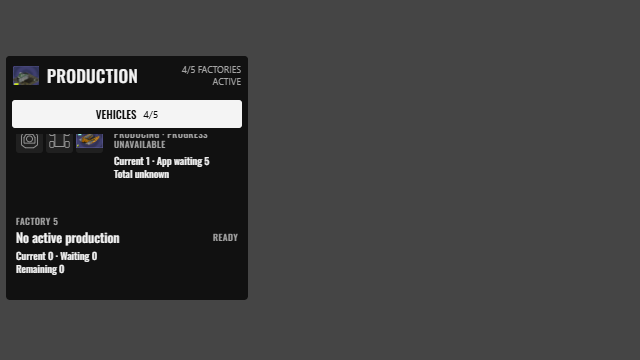 PRODUCTION
4/5 FACTORIES
ACTIVE
VEHICLES 4/5
PRODUCING · PROGRESS
UNAVAILABLE
Current 1 · App waiting 5
Total unknown
FACTORY 5
No active production
READY
Current 0 · Waiting 0
Remaining 0